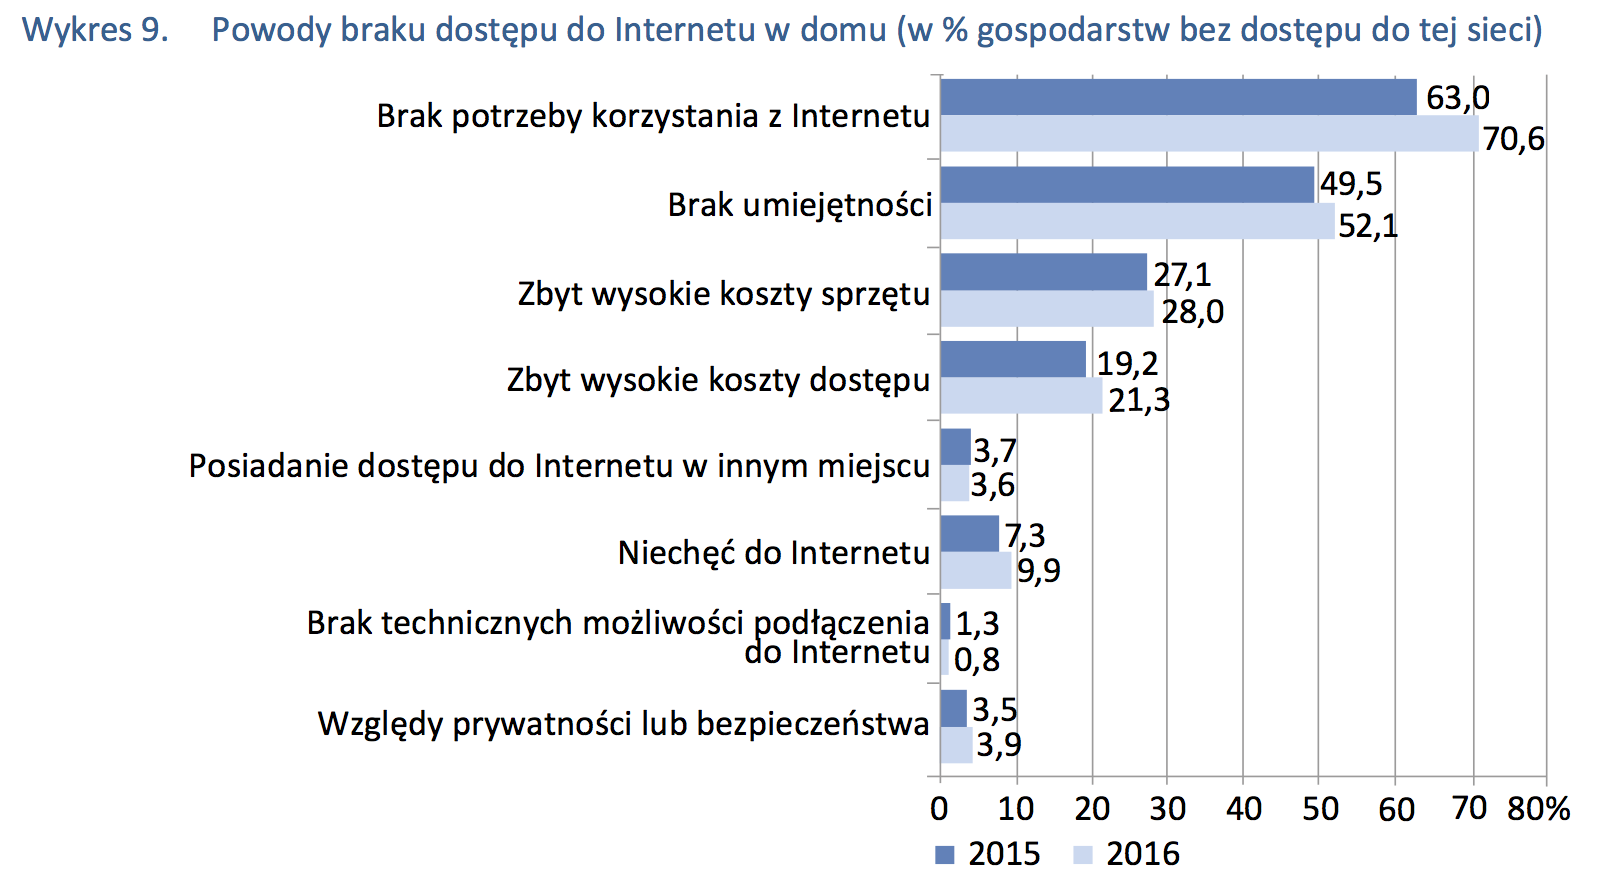 Wykres 9. Powody braku dostępu do Internetu w domu (w % gospodarstw bez dostępu do tej sieci)
Brak potrzeby korzystania z Internetu
63,0
70,6
Brak umiejętności
49,5
52,1
Zbyt wysokie koszty sprzętu
27,1
28,0
Zbyt wysokie koszty dostępu
19,2
21,3
Posiadanie dostępu do Internetu w innym miejscu
3,7
3,6
Niechęć do Internetu
7,3
9,9
Brak technicznych możliwości podłączenia
do Internetu
1,3
0,8
Względy prywatności lub bezpieczeństwa
3,5
3,9
0 10 20 30 40 50 60 70 80%
2015 2016